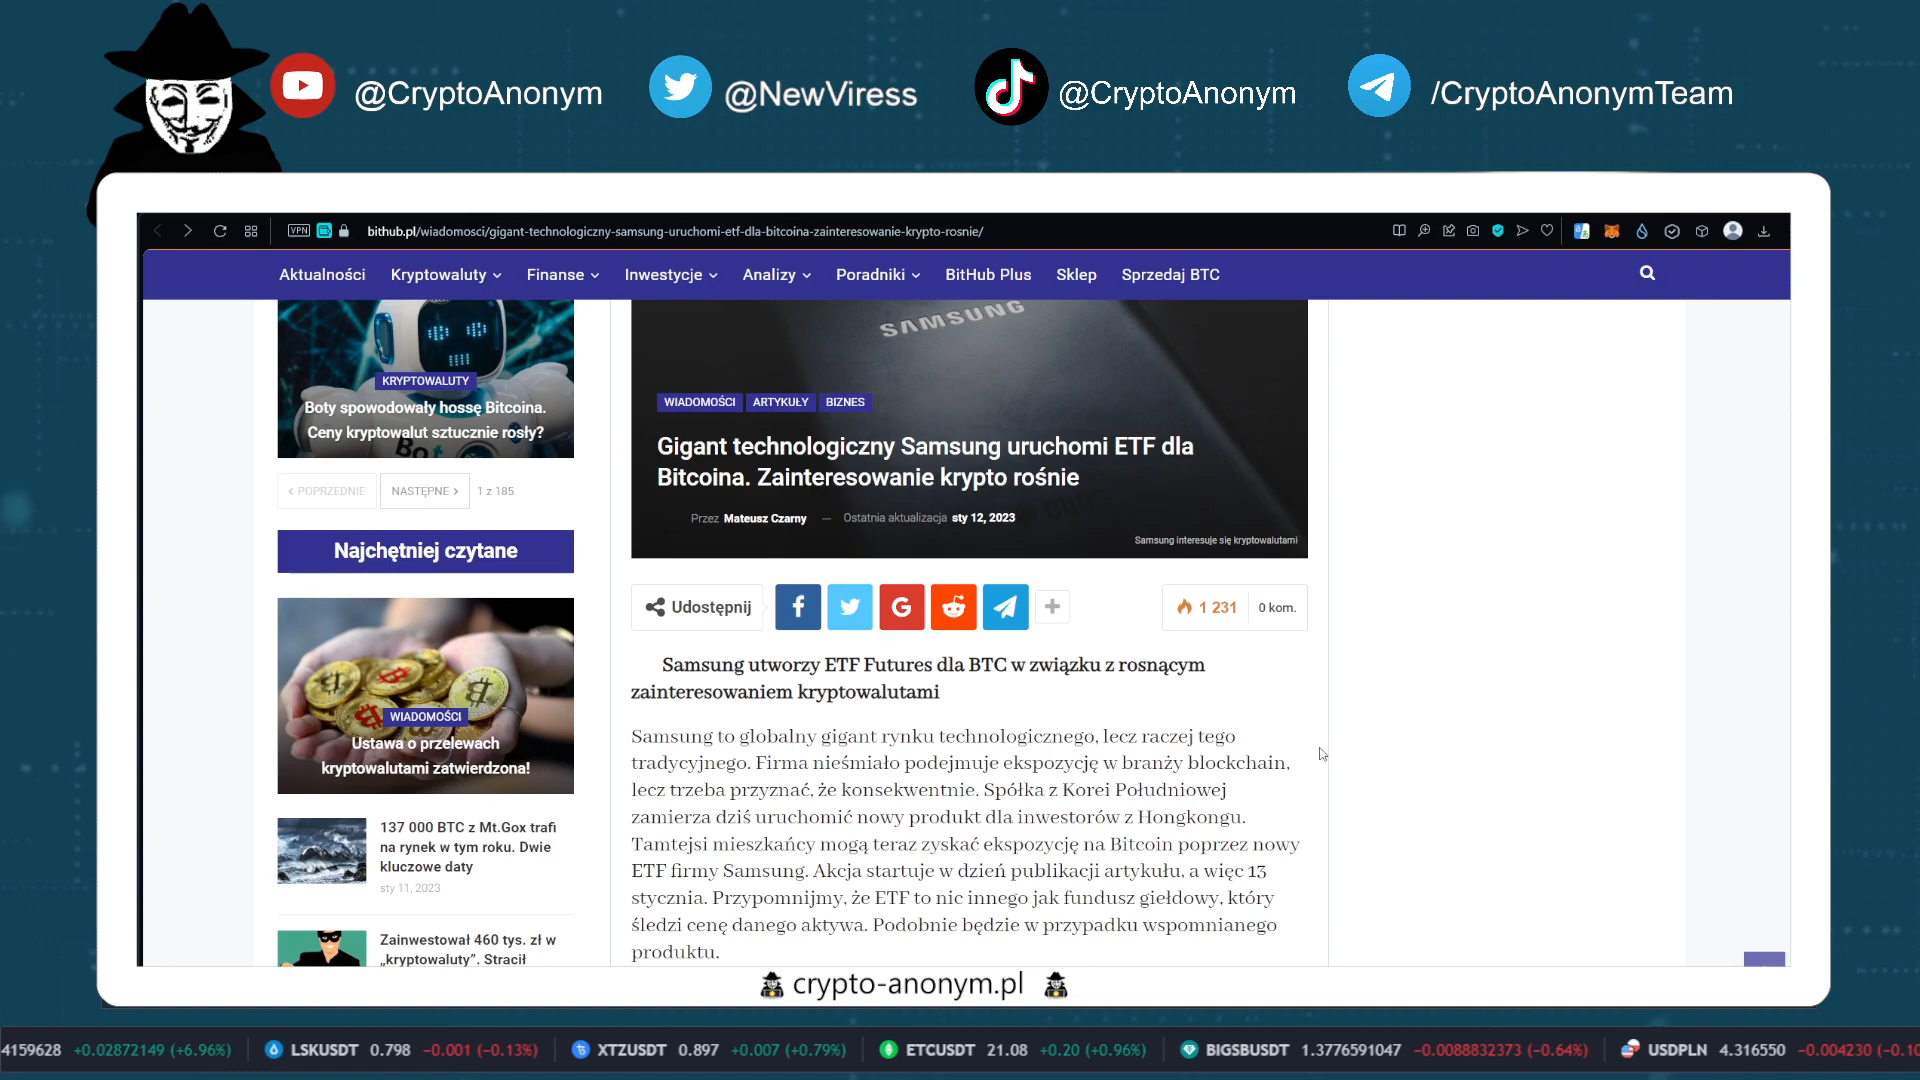 @CryptoAnonym
@NewViress
@CryptoAnonym
/CryptoAnonymTeam
VPN
bithub.pl/wiadomosci/gigant-technologiczny-samsung-uruchomi-etf-dla-bitcoina-zainteresowanie-krypto-rosnie/
Aktualności Kryptowaluty Finanse Inwestycje Analizy Poradniki BitHub Plus Sklep Sprzedaj BTC
KRYPTOWALUTY
Boty spowodowały hossę Bitcoina.
Ceny kryptowalut sztucznie rosły?
Bot
POPRZEDNIE NASTĘPNE 1 z 185
Najchętniej czytane
WIADOMOŚCI
Ustawa o przelewach
kryptowalutami zatwierdzona!
137 000 BTC z Mt.Gox trafi
na rynek w tym roku. Dwie
kluczowe daty
sty 11, 2023
Zainwestował 460 tys. zł w
„kryptowaluty”. Stracił
SAMSUNG
WIADOMOŚCI ARTYKUŁY BIZNES
Gigant technologiczny Samsung uruchomi ETF dla
Bitcoina. Zainteresowanie krypto rośnie
Przez Mateusz Czarny — Ostatnia aktualizacja sty 12, 2023
Samsung interesuje się kryptowalutami
Udostępnij
1 231 0 kom.
Samsung utworzy ETF Futures dla BTC w związku z rosnącym
zainteresowaniem kryptowalutami
Samsung to globalny gigant rynku technologicznego, lecz raczej tego
tradycyjnego. Firma nieśmiało podejmuje ekspozycję w branży blockchain,
lecz trzeba przyznać, że konsekwentnie. Spółka z Korei Południowej
zamierza dziś uruchomić nowy produkt dla inwestorów z Hongkongu.
Tamtejsi mieszkańcy mogą teraz zyskać ekspozycję na Bitcoin poprzez nowy
ETF firmy Samsung. Akcja startuje w dzień publikacji artykułu, a więc 13
stycznia. Przypomnijmy, że ETF to nic innego jak fundusz giełdowy, który
śledzi cenę danego aktywa. Podobnie będzie w przypadku wspomnianego
produktu.
crypto-anonym.pl
4159628 +0.02872149 (+6.96%) LSKUSDT 0.798 −0.001 (−0.13%) XTZUSDT 0.897 +0.007 (+0.79%) ETCUSDT 21.08 +0.20 (+0.96%) BIGSBUSDT 1.3776591047 −0.0088832373 (−0.64%) USDPLN 4.316550 −0.004230 (−0.10